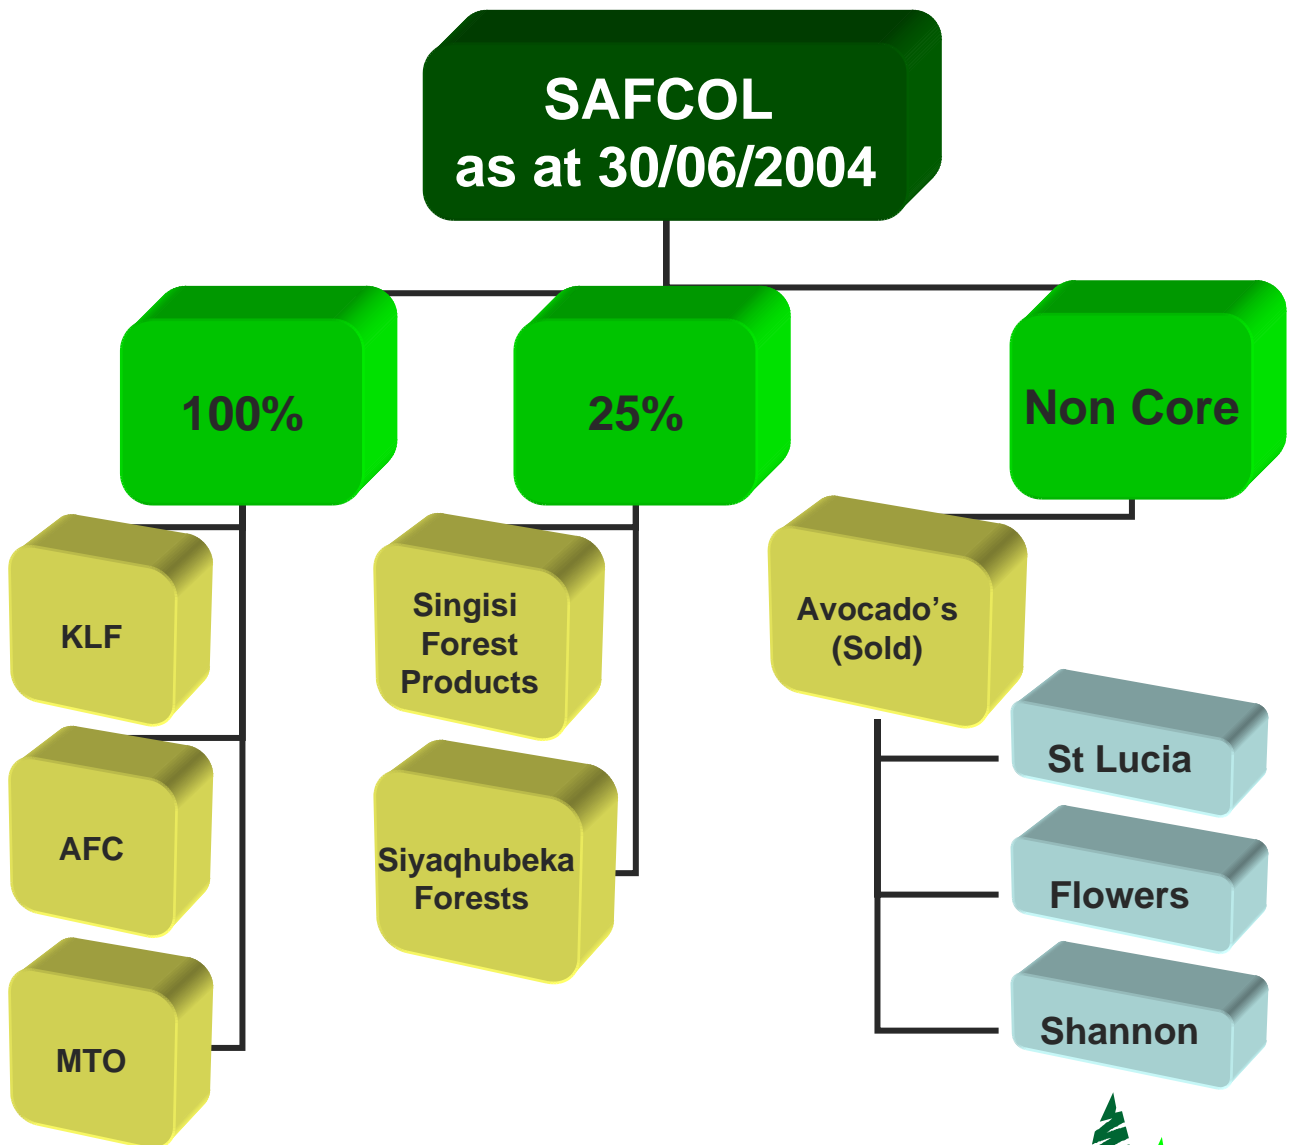 SAFCOL
as at 30/06/2004
100%
25%
Non Core
KLF
AFC
MTO
Singisi
Forest
Products
Siyaqhubeka
Forests
Avocado’s
(Sold)
St Lucia
Flowers
Shannon